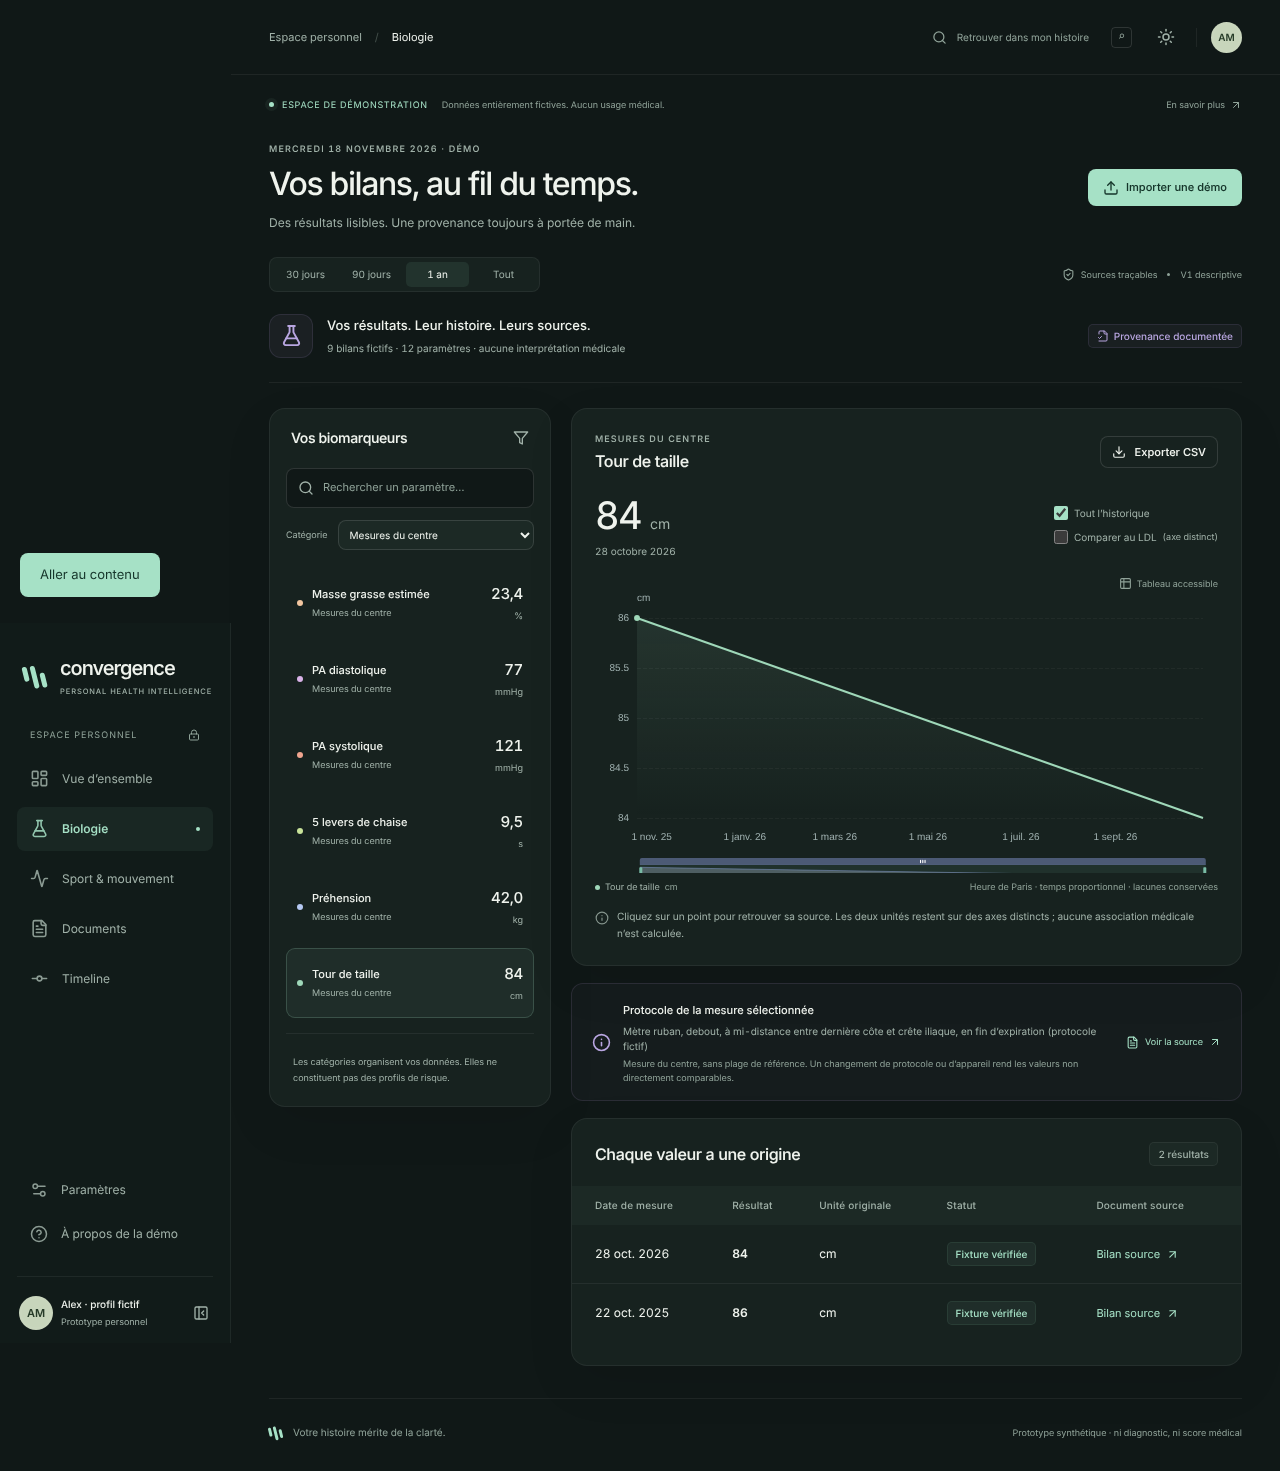 Espace personnel / Biologie
Retrouver dans mon histoire
AM
ESPACE DE DÉMONSTRATION
Données entièrement fictives. Aucun usage médical.
En savoir plus
MERCREDI 18 NOVEMBRE 2026 · DÉMO
Vos bilans, au fil du temps.
Des résultats lisibles. Une provenance toujours à portée de main.
Importer une démo
30 jours
90 jours
1 an
Tout
Sources traçables • V1 descriptive
Vos résultats. Leur histoire. Leurs sources.
9 bilans fictifs · 12 paramètres · aucune interprétation médicale
Provenance documentée
Aller au contenu
convergence
PERSONAL HEALTH INTELLIGENCE
ESPACE PERSONNEL
Vue d’ensemble
Biologie
Sport & mouvement
Documents
Timeline
Paramètres
À propos de la démo
AM
Alex · profil fictif
Prototype personnel
Vos biomarqueurs
Rechercher un paramètre…
Catégorie
Mesures du centre
Masse grasse estimée
23,4
Mesures du centre
%
PA diastolique
77
Mesures du centre
mmHg
PA systolique
121
Mesures du centre
mmHg
5 levers de chaise
9,5
Mesures du centre
s
Préhension
42,0
Mesures du centre
kg
Tour de taille
84
Mesures du centre
cm
Les catégories organisent vos données. Elles ne
constituent pas des profils de risque.
MESURES DU CENTRE
Tour de taille
Exporter CSV
84 cm
28 octobre 2026
Tout l’historique
Comparer au LDL (axe distinct)
Tableau accessible
cm
86
85.5
85
84.5
84
1 nov. 25
1 janv. 26
1 mars 26
1 mai 26
1 juil. 26
1 sept. 26
Tour de taille cm
Heure de Paris · temps proportionnel · lacunes conservées
Cliquez sur un point pour retrouver sa source. Les deux unités restent sur des axes distincts ; aucune association médicale
n’est calculée.
Protocole de la mesure sélectionnée
Mètre ruban, debout, à mi-distance entre dernière côte et crête iliaque, en fin d’expiration (protocole
fictif)
Mesure du centre, sans plage de référence. Un changement de protocole ou d’appareil rend les valeurs non
directement comparables.
Voir la source
Chaque valeur a une origine
2 résultats
Date de mesure
Résultat
Unité originale
Statut
Document source
28 oct. 2026
84
cm
Fixture vérifiée
Bilan source
22 oct. 2025
86
cm
Fixture vérifiée
Bilan source
Votre histoire mérite de la clarté.
Prototype synthétique · ni diagnostic, ni score médical